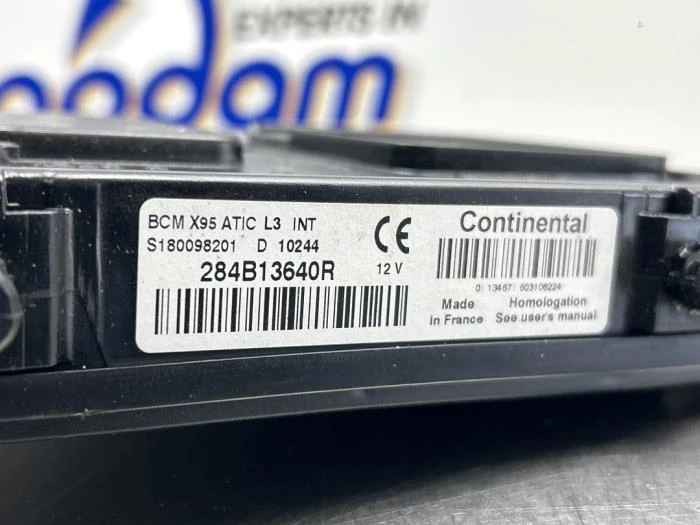 EXPERTS IN
oodam
BCM X95 ATIC L3 INT
S180098201 D 10244
CE
284B13640R 12 V
Continental
0 13467 603106224
Made in France
Homologation See user's manual